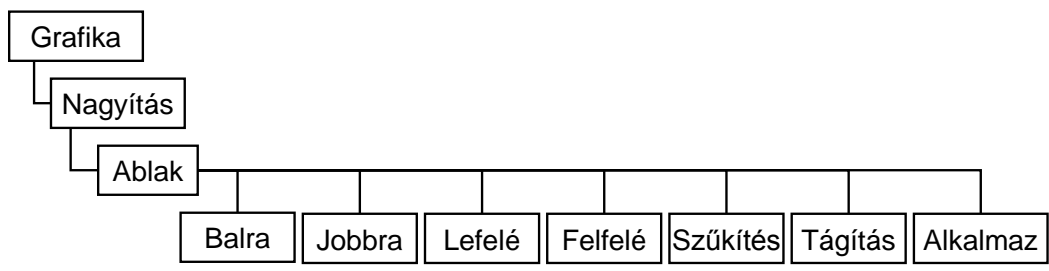 Grafika
Nagyítás
Ablak
Balra
Jobbra
Lefelé
Felfelé
Szűkítés
Tágítás
Alkalmaz